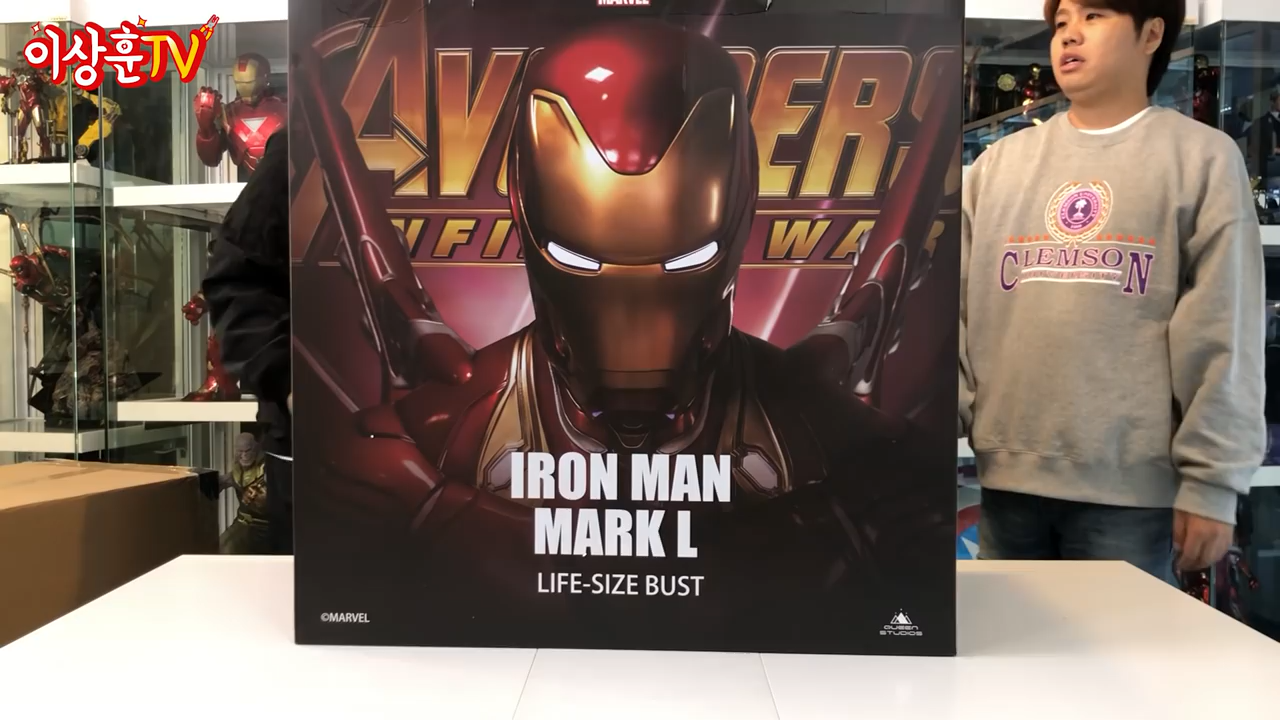 이상훈TV
MARVEL
AVENGERS
INFINITY WAR
CLEMSON
IRON MAN
MARK L
LIFE-SIZE BUST
©MARVEL
QUEEN
STUDIOS